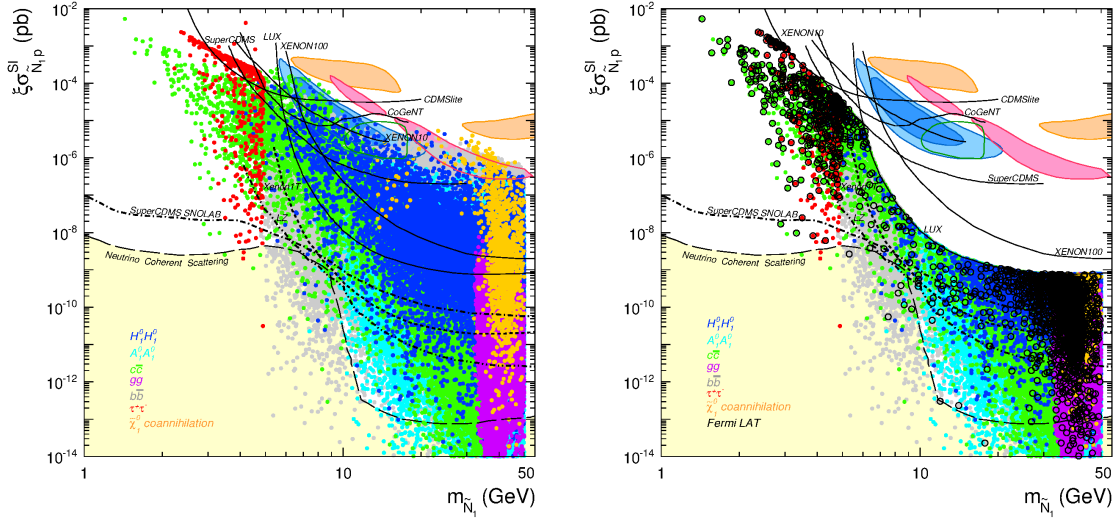 ξσ^SI_Ñ₁p (pb)
10⁻²
10⁻⁴
10⁻⁶
10⁻⁸
10⁻¹⁰
10⁻¹²
10⁻¹⁴
SuperCDMS
LUX
XENON100
CDMSlite
CoGeNT
XENON10
Xenon1T
LZ
SuperCDMS SNOLAB
Neutrino Coherent Scattering
H⁰₁H⁰₁
A⁰₁A⁰₁
cc̅
gg
bb̅
τ⁺τ⁻
χ̃⁰₁ coannihilation
1
10
50
m_Ñ₁ (GeV)
ξσ^SI_Ñ₁p (pb)
10⁻²
10⁻⁴
10⁻⁶
10⁻⁸
10⁻¹⁰
10⁻¹²
10⁻¹⁴
XENON10
CDMSlite
CoGeNT
SuperCDMS
LZ
LUX
XENON100
SuperCDMS SNOLAB
Neutrino Coherent Scattering
H⁰₁H⁰₁
A⁰₁A⁰₁
cc̅
gg
bb̅
τ⁺τ⁻
χ̃⁰₁ coannihilation
Fermi LAT
1
10
50
m_Ñ₁ (GeV)